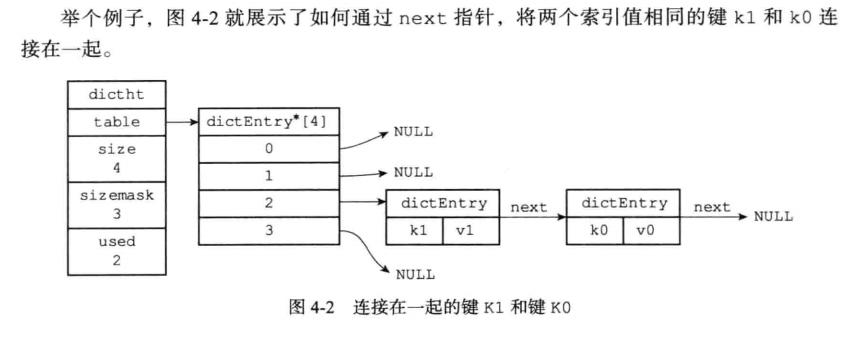 举个例子，图 4-2 就展示了如何通过 next 指针，将两个索引值相同的键 k1 和 k0 连
接在一起。
dictht
table
size
4
sizemask
3
used
2
dictEntry*[4]
0
1
2
3
NULL
NULL
dictEntry
k1 v1
next
dictEntry
k0 v0
next
NULL
NULL
图 4-2 连接在一起的键 K1 和键 K0